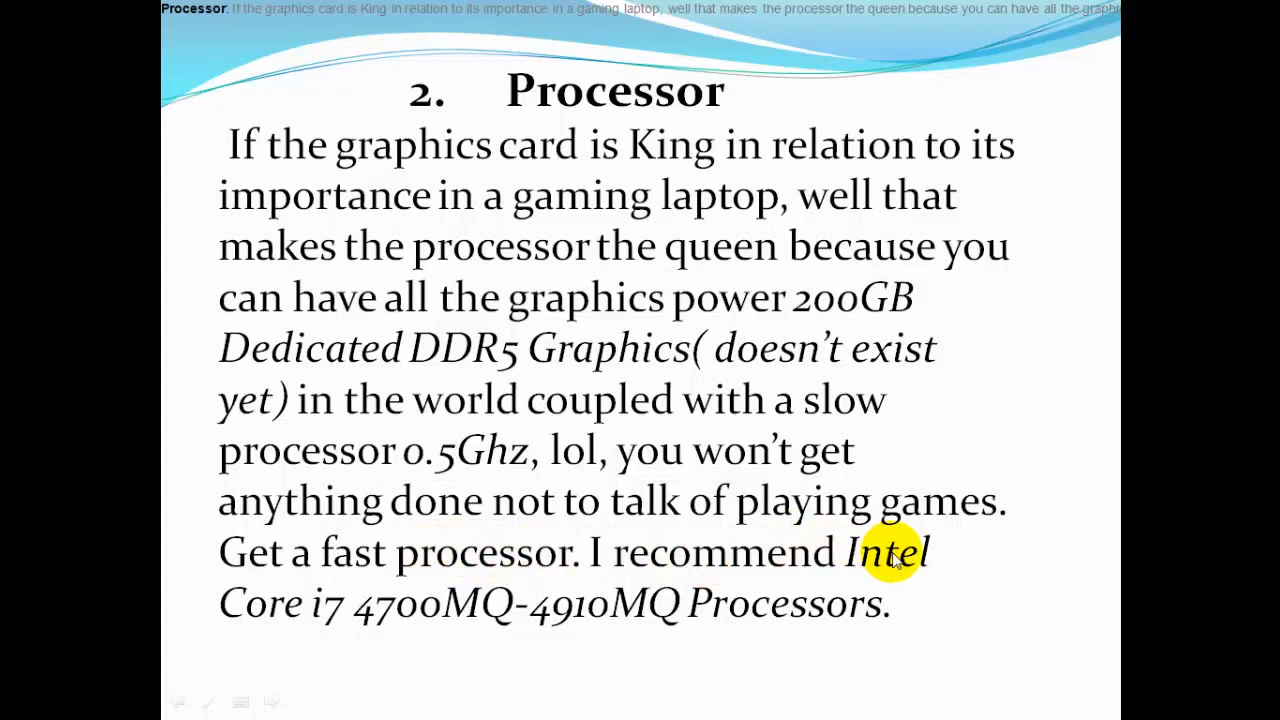 Processor: If the graphics card is King in relation to its importance in a gaming laptop, well that makes the processor the queen because you can have all the graphi
2. Processor
If the graphics card is King in relation to its
importance in a gaming laptop, well that
makes the processor the queen because you
can have all the graphics power 200GB
Dedicated DDR5 Graphics( doesn't exist
yet) in the world coupled with a slow
processor 0.5Ghz, lol, you won't get
anything done not to talk of playing games.
Get a fast processor. I recommend Intel
Core i7 4700MQ-4910MQ Processors.